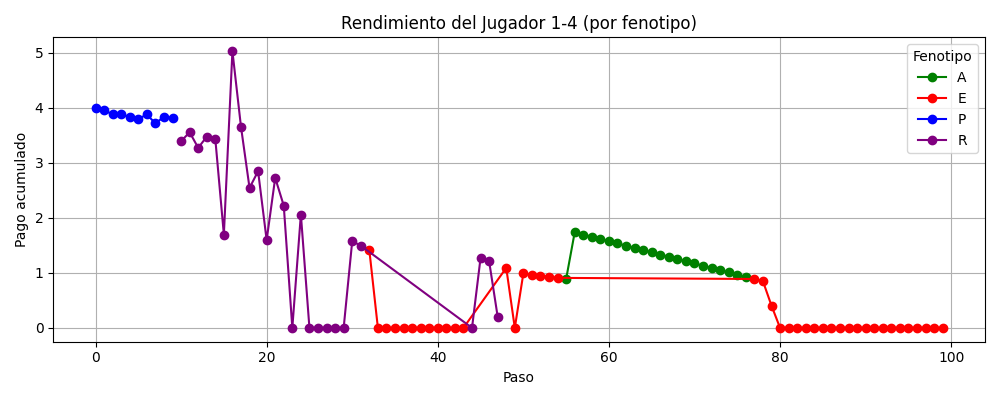 Rendimiento del Jugador 1-4 (por fenotipo)
Pago acumulado
5
4
3
2
1
0
0
20
40
60
80
100
Paso
Fenotipo
A
E
P
R